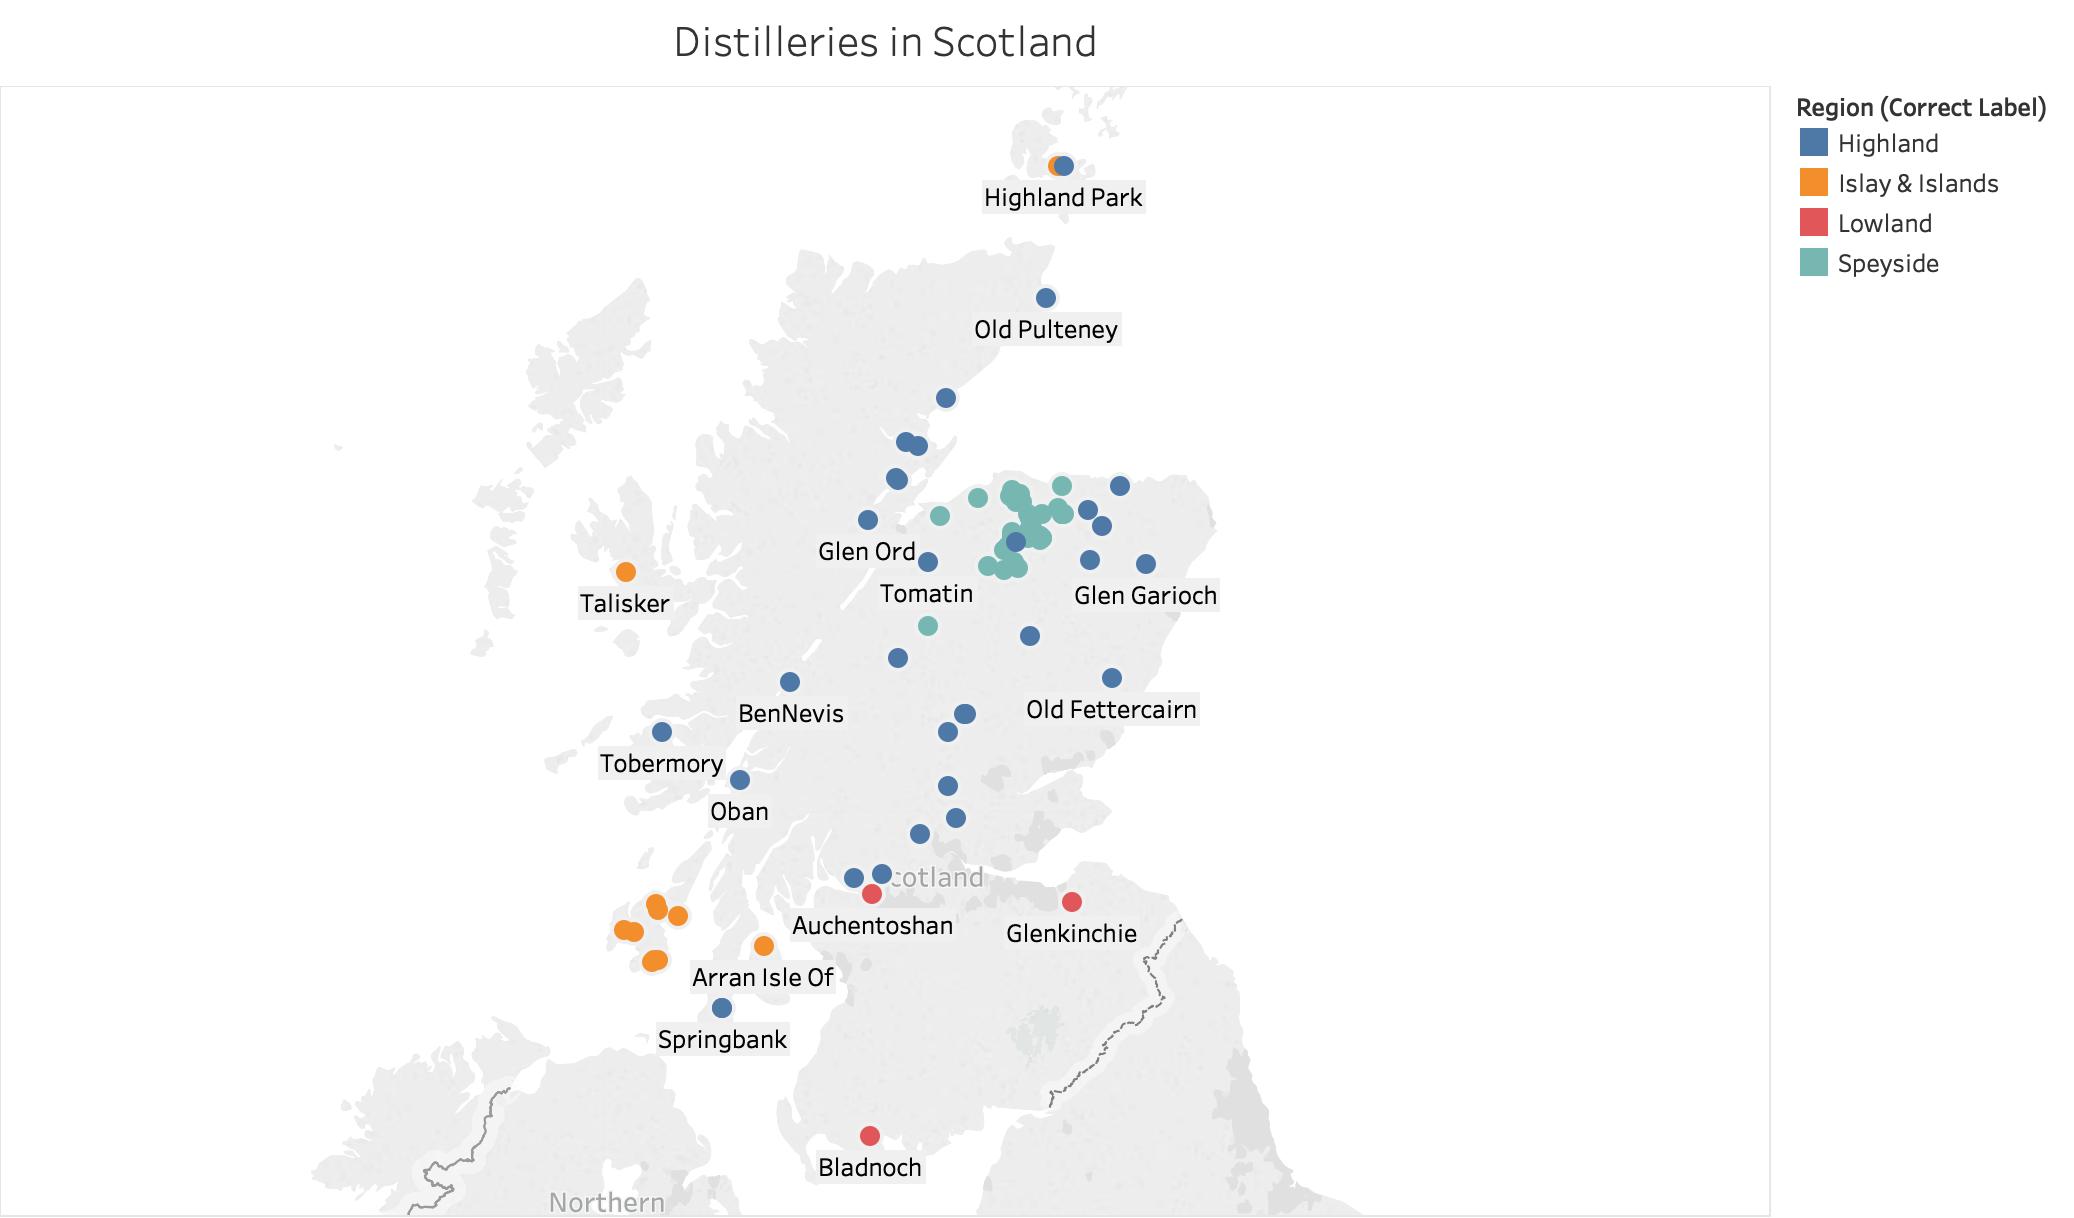 Distilleries in Scotland
Region (Correct Label)
Highland
Islay & Islands
Lowland
Speyside
Highland Park
Old Pulteney
Glen Ord
Talisker
Tomatin
Glen Garioch
BenNevis
Old Fettercairn
Tobermory
Oban
cotland
Auchentoshan
Glenkinchie
Arran Isle Of
Springbank
Bladnoch
Northern